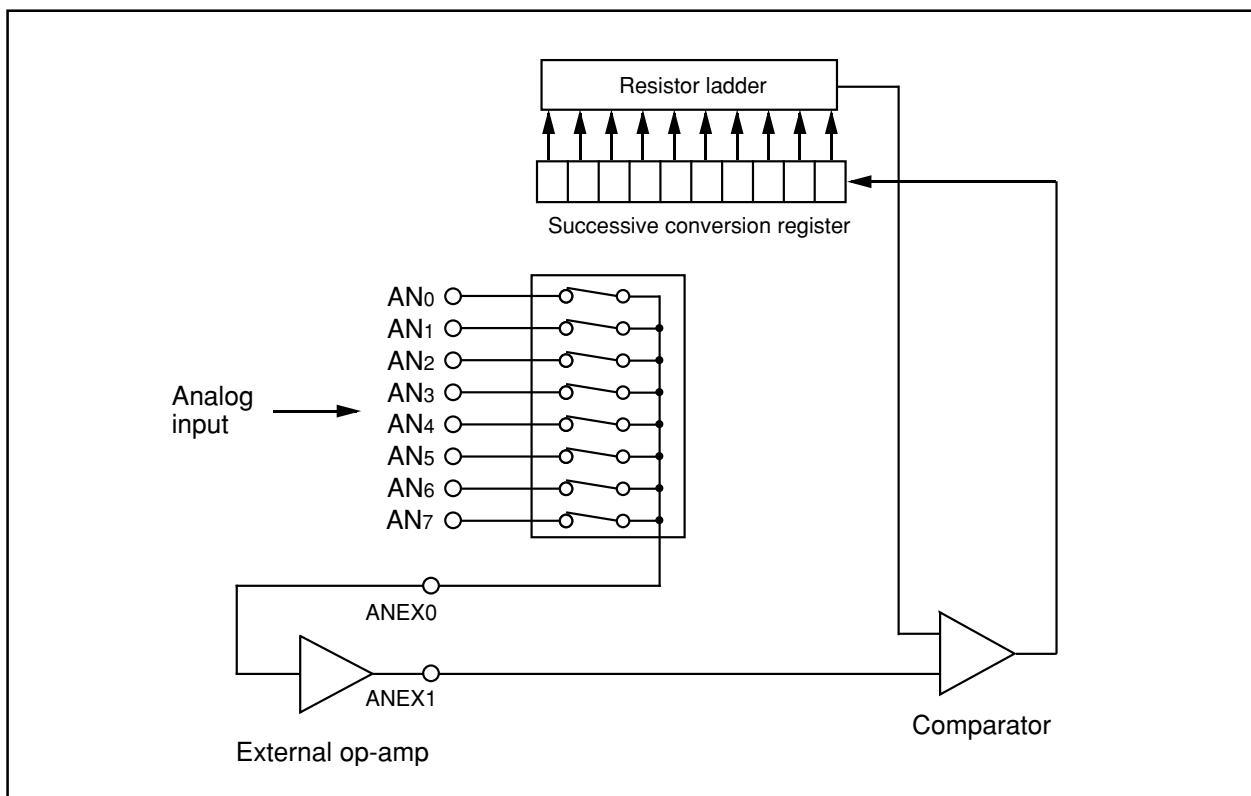 Resistor ladder
Successive conversion register
AN0
AN1
AN2
AN3
AN4
AN5
AN6
AN7
Analog
input
ANEX0
ANEX1
External op-amp
Comparator